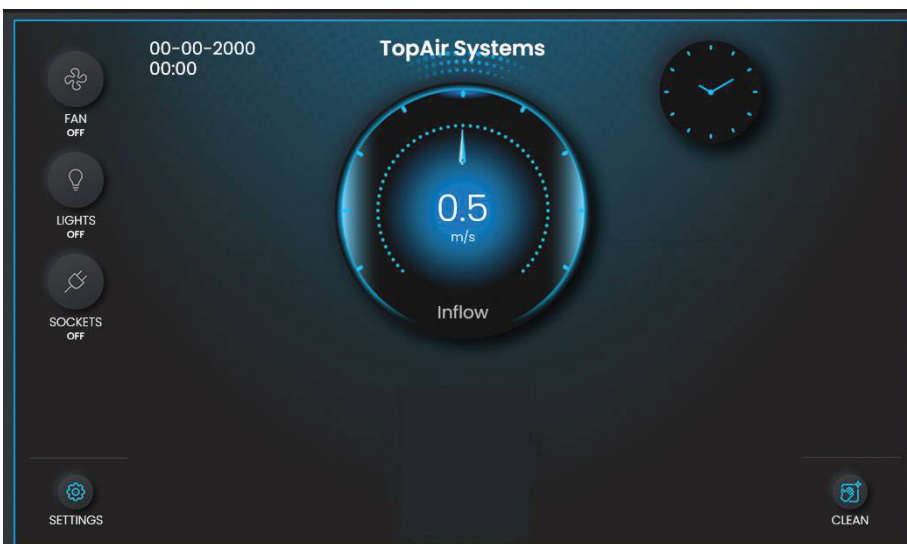 00-00-2000
00:00
TopAir Systems
FAN
OFF
LIGHTS
OFF
SOCKETS
OFF
0.5
m/s
Inflow
SETTINGS
CLEAN